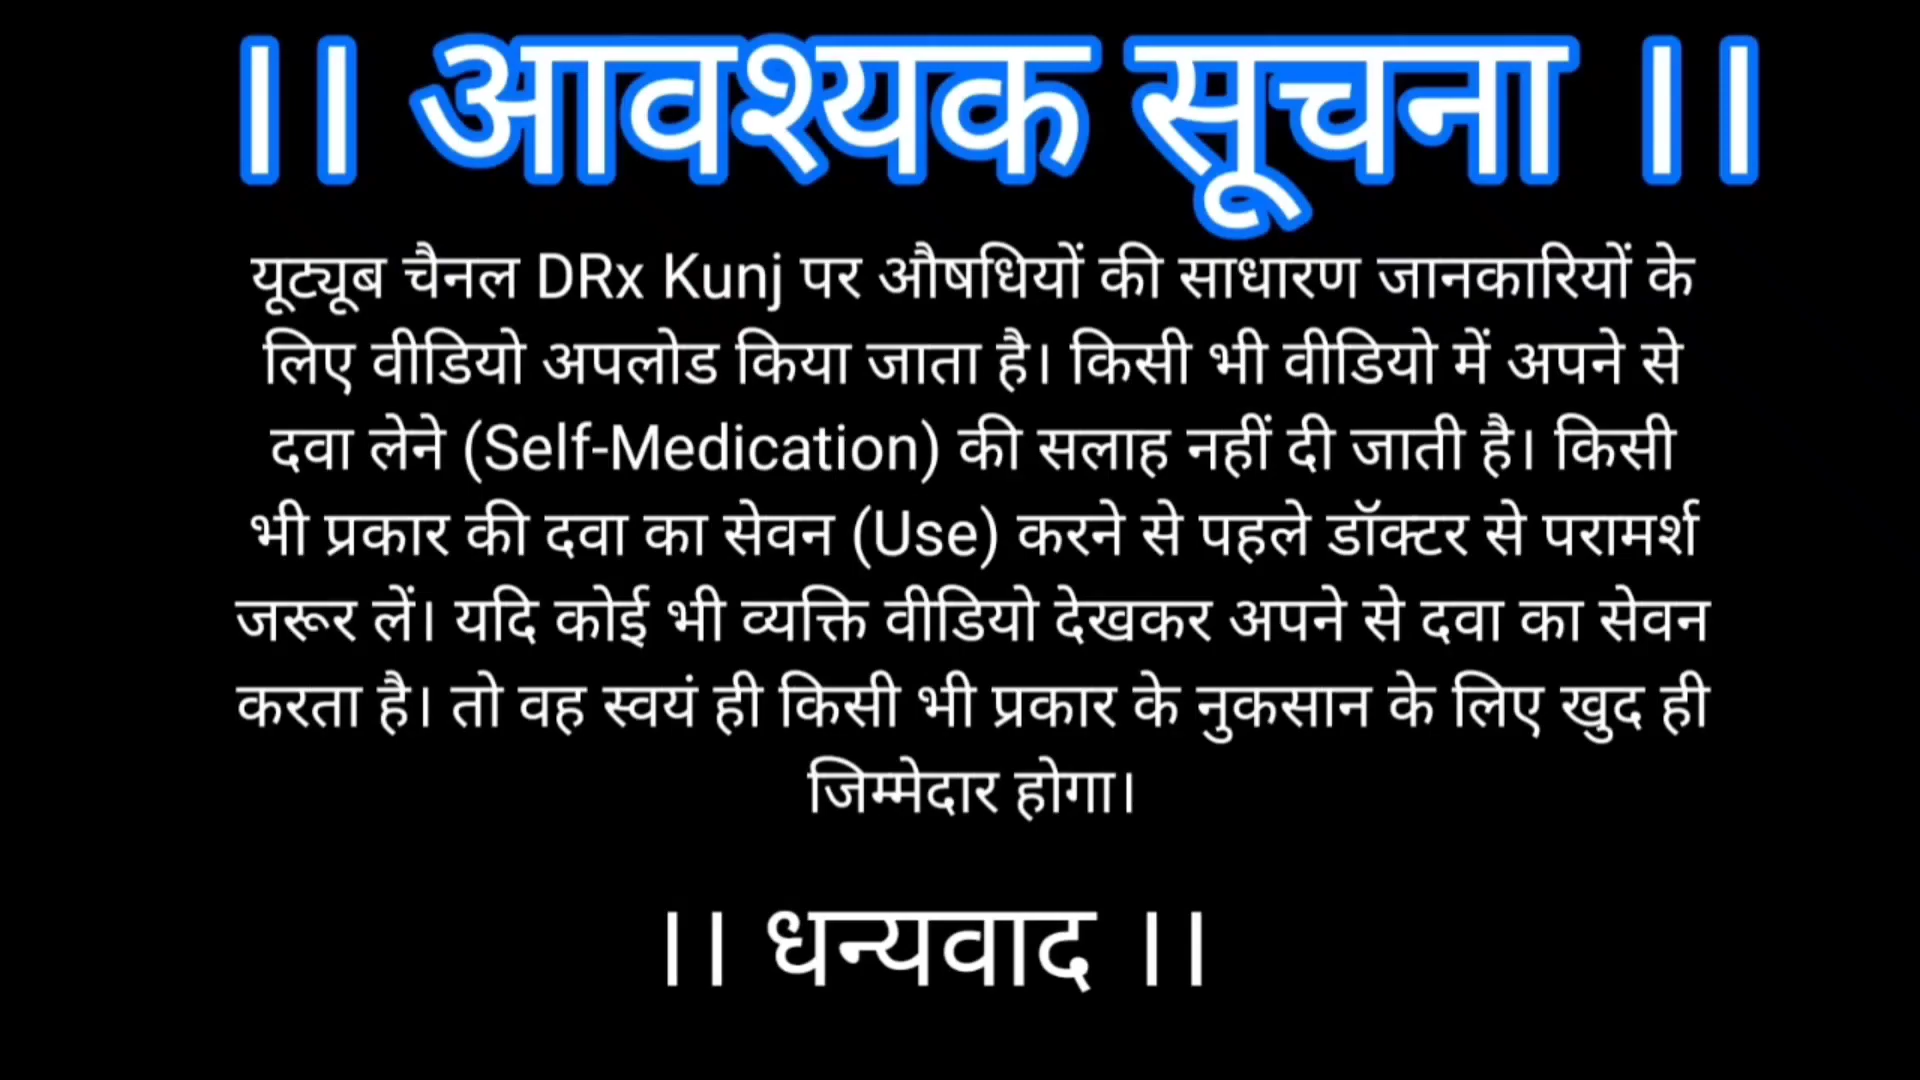 ।। आवश्यक सूचना ।।
यूट्यूब चैनल DRx Kunj पर औषधियों की साधारण जानकारियों के
लिए वीडियो अपलोड किया जाता है। किसी भी वीडियो में अपने से
दवा लेने (Self-Medication) की सलाह नहीं दी जाती है। किसी
भी प्रकार की दवा का सेवन (Use) करने से पहले डॉक्टर से परामर्श
जरूर लें। यदि कोई भी व्यक्ति वीडियो देखकर अपने से दवा का सेवन
करता है। तो वह स्वयं ही किसी भी प्रकार के नुकसान के लिए खुद ही
जिम्मेदार होगा।
।। धन्यवाद ।।